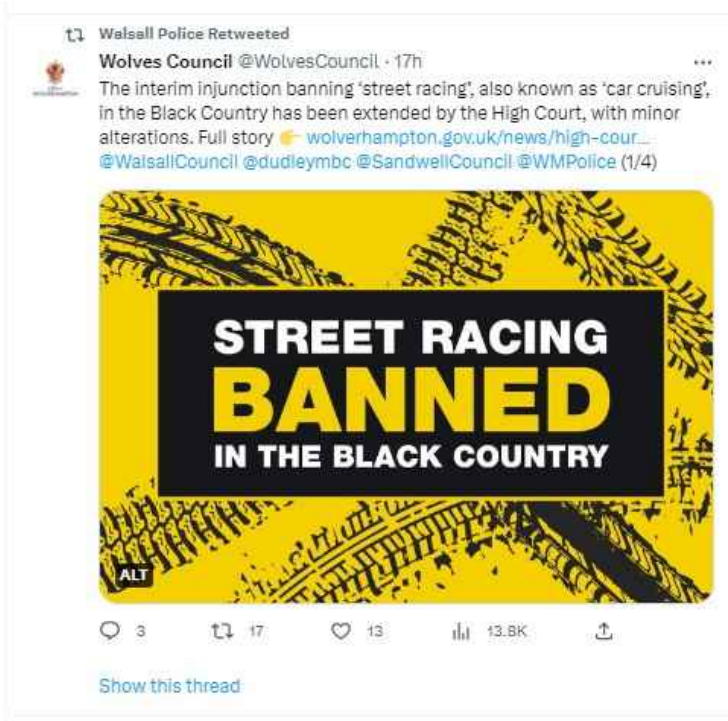 Walsall Police Retweeted
Wolves Council @WolvesCouncil · 17h
The interim injunction banning 'street racing', also known as 'car cruising',
in the Black Country has been extended by the High Court, with minor
alterations. Full story 👉 wolverhampton.gov.uk/news/high-cour...
@WalsallCouncil @dudleymbc @SandwellCouncil @WMPolice (1/4)
STREET RACING
BANNED
IN THE BLACK COUNTRY
ALT
3 17 13 13.8K
Show this thread